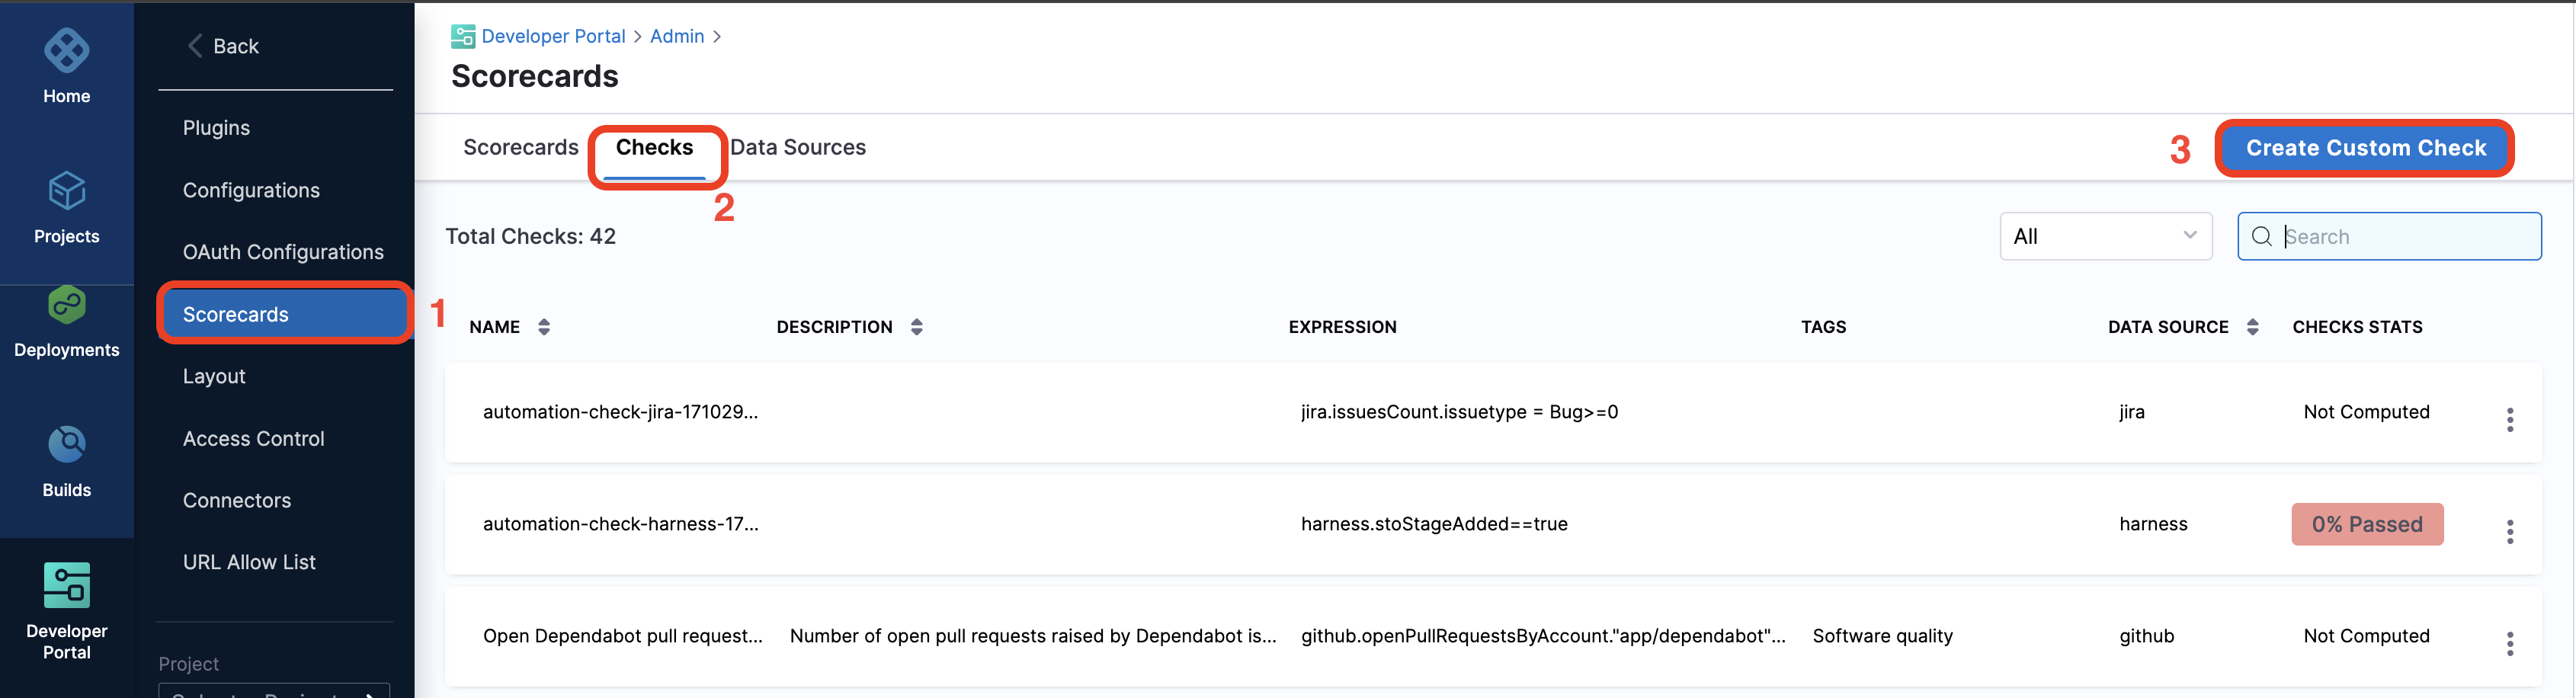 Home
Projects
Deployments
Builds
Developer
Portal
Back
Plugins
Configurations
OAuth Configurations
Scorecards
1
Layout
Access Control
Connectors
URL Allow List
Project
Developer Portal > Admin >
Scorecards
Scorecards Checks Data Sources
2
3 Create Custom Check
Total Checks: 42
All
Search
NAME DESCRIPTION EXPRESSION TAGS DATA SOURCE CHECKS STATS
automation-check-jira-171029... jira.issuesCount.issuetype = Bug>=0 jira Not Computed
automation-check-harness-17... harness.stoStageAdded==true harness 0% Passed
Open Dependabot pull request... Number of open pull requests raised by Dependabot is... github.openPullRequestsByAccount."app/dependabot"... Software quality github Not Computed